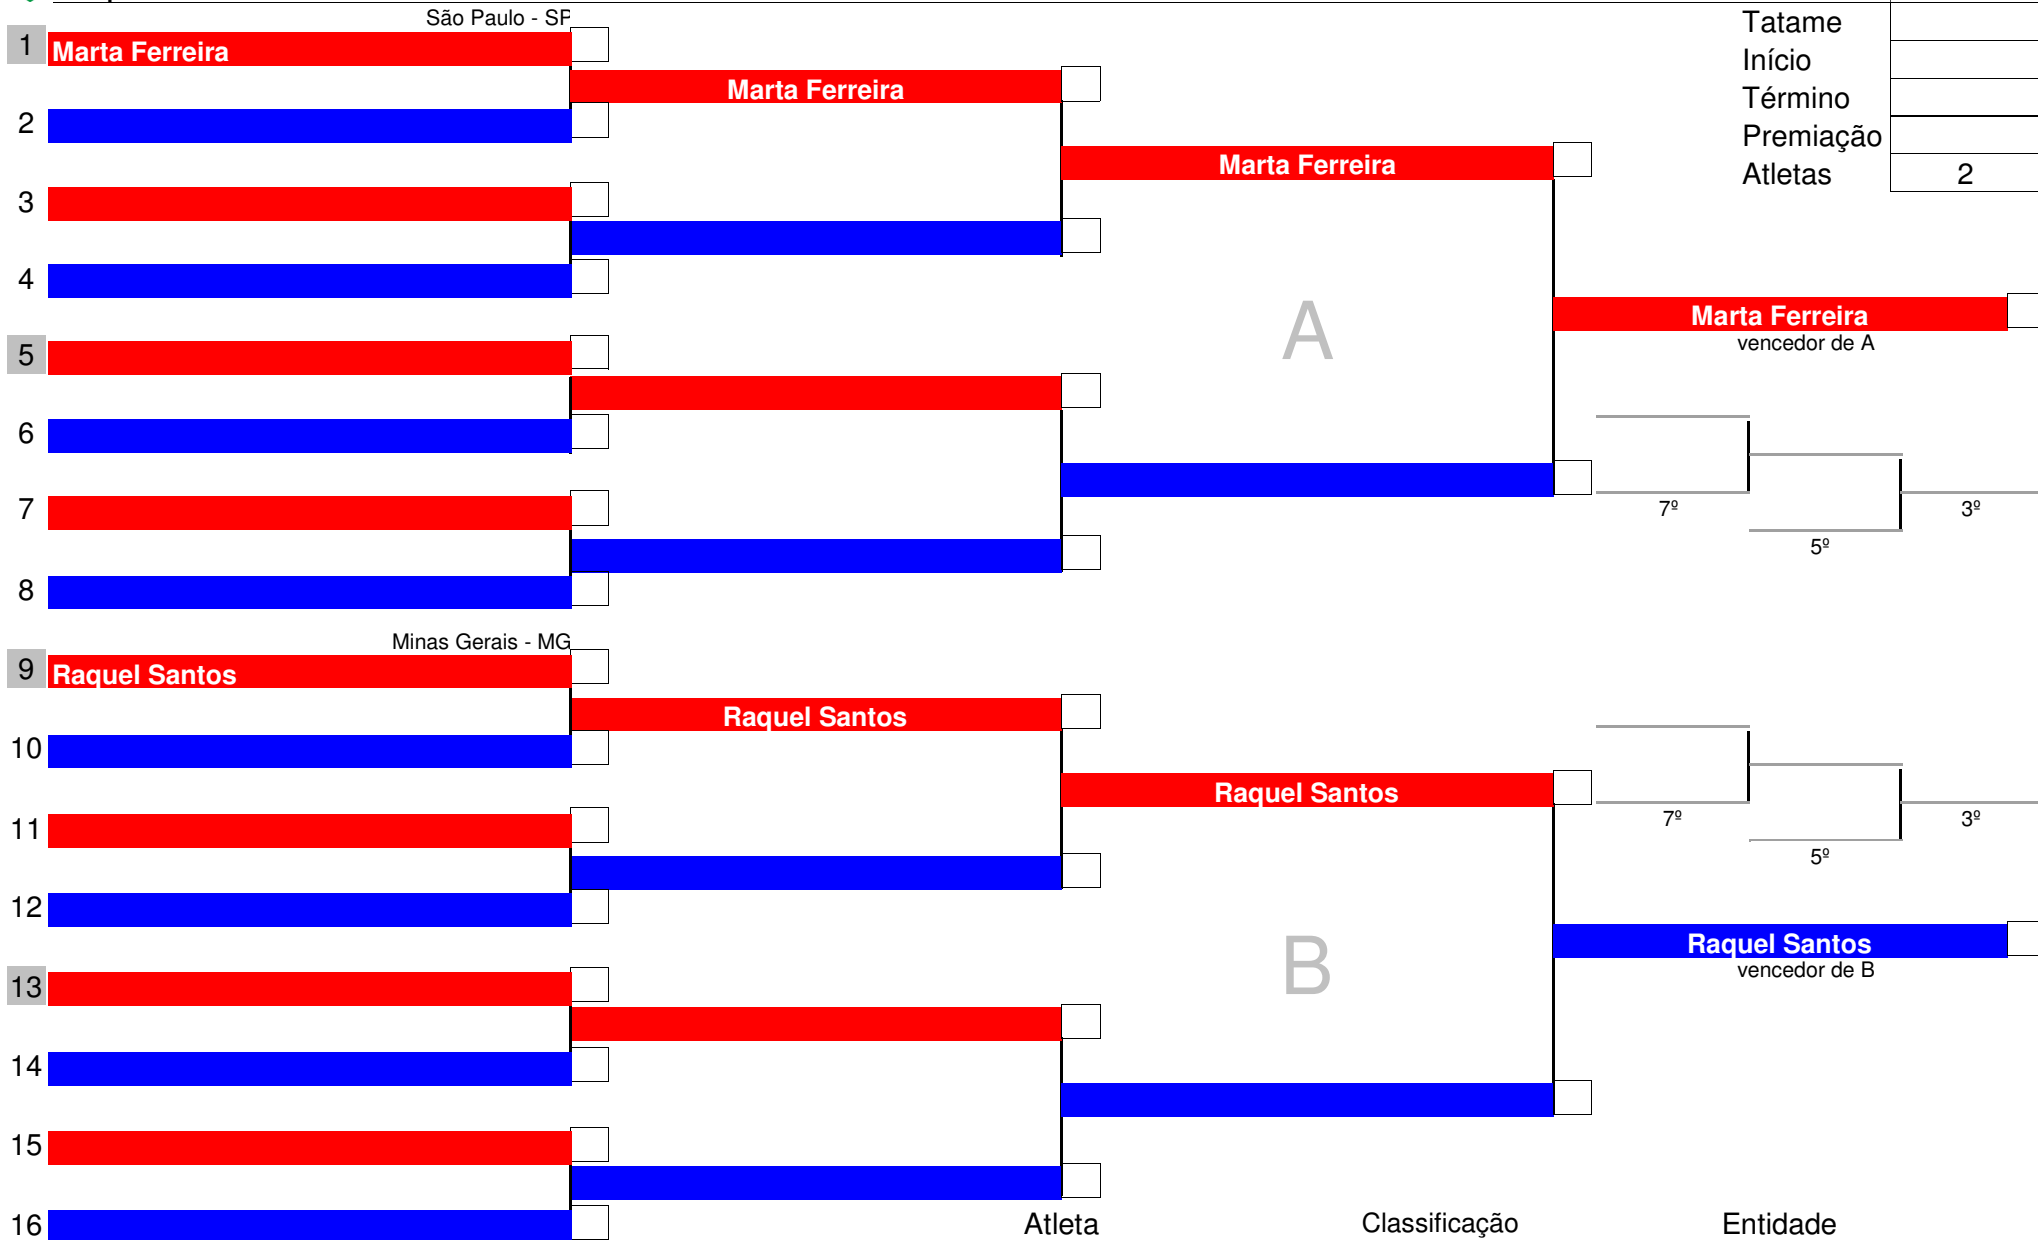 São Paulo - SP
Tatame
1 Marta Ferreira
Início
Marta Ferreira
Término
2
Premiação
Marta Ferreira
Atletas 2
3
4
A
Marta Ferreira
vencedor de A
5
6
7
7º
3º
5º
8
Minas Gerais - MG
9 Raquel Santos
Raquel Santos
10
Raquel Santos
11
7º
3º
5º
12
B
Raquel Santos
vencedor de B
13
14
15
16
Atleta Classificação Entidade